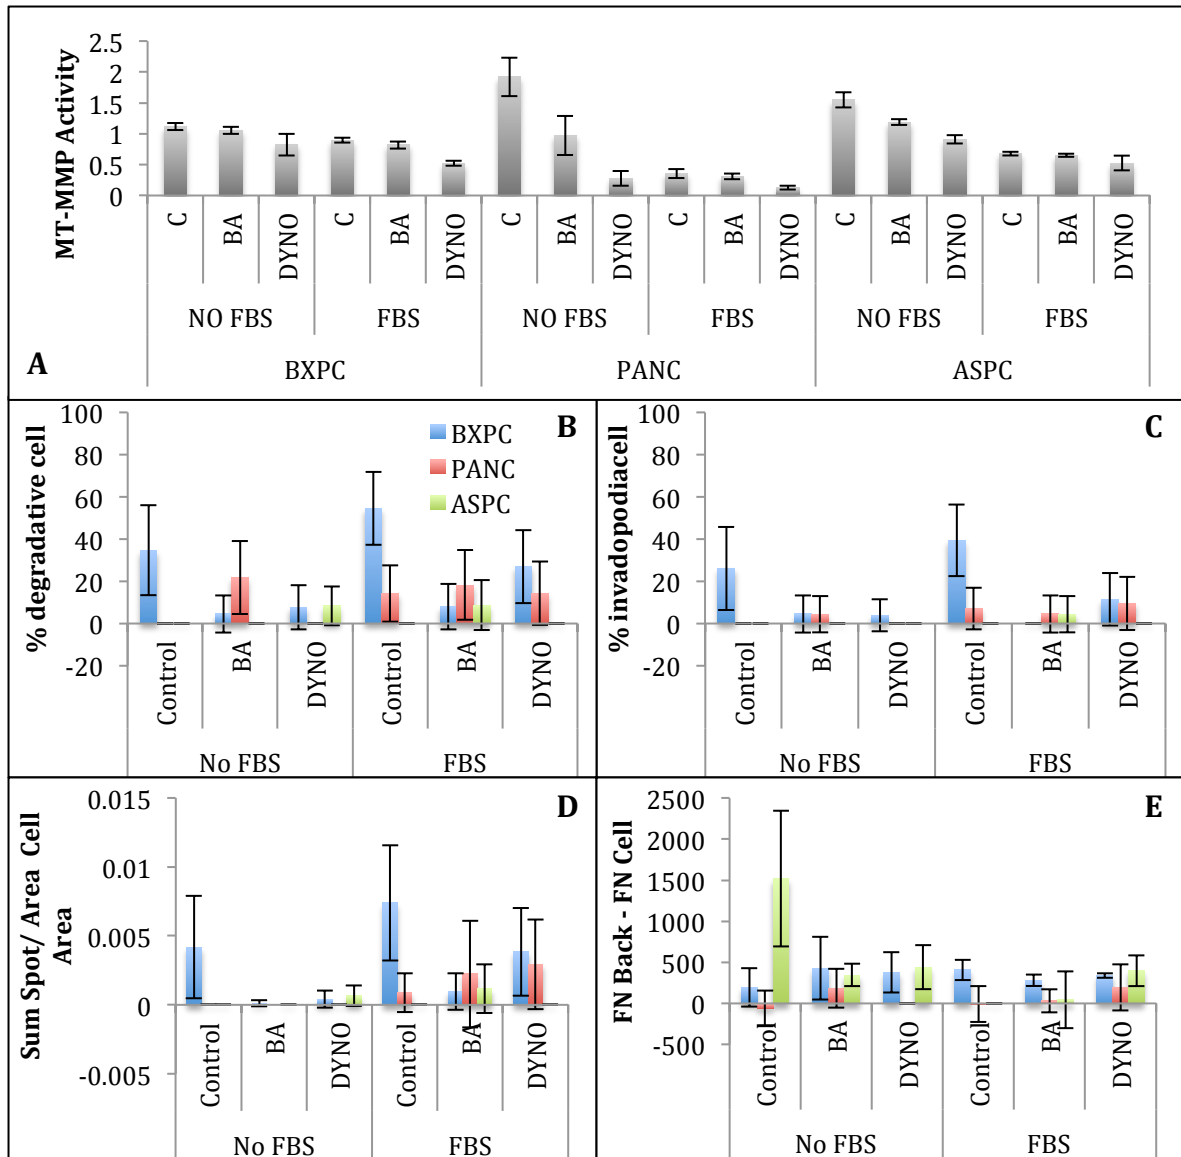 MT-MMP Activity
2.5
2
1.5
1
0.5
0
C BA DYNO C BA DYNO C BA DYNO C BA DYNO C BA DYNO C BA DYNO
NO FBS FBS NO FBS FBS NO FBS FBS
A BXPC PANC ASPC
B
% degradative cell
100
80
60
40
20
0
-20
BXPC
PANC
ASPC
Control BA DYNO Control BA DYNO
No FBS FBS
C
% invadopodiacell
100
80
60
40
20
0
-20
Control BA DYNO Control BA DYNO
No FBS FBS
D
Sum Spot/ Area Cell
Area
0.015
0.01
0.005
0
-0.005
Control BA DYNO Control BA DYNO
No FBS FBS
E
FN Back - FN Cell
2500
2000
1500
1000
500
0
-500
Control BA DYNO Control BA DYNO
No FBS FBS